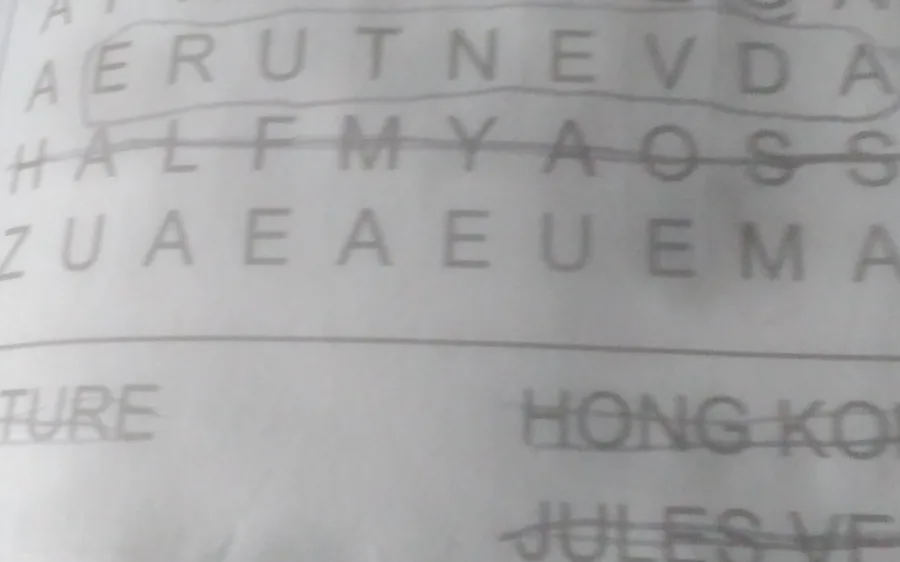 A E R U T N E V D A
H A L F M Y A O S S
Z U A E A E U E M A
TURE
HONG KO
JULES VE